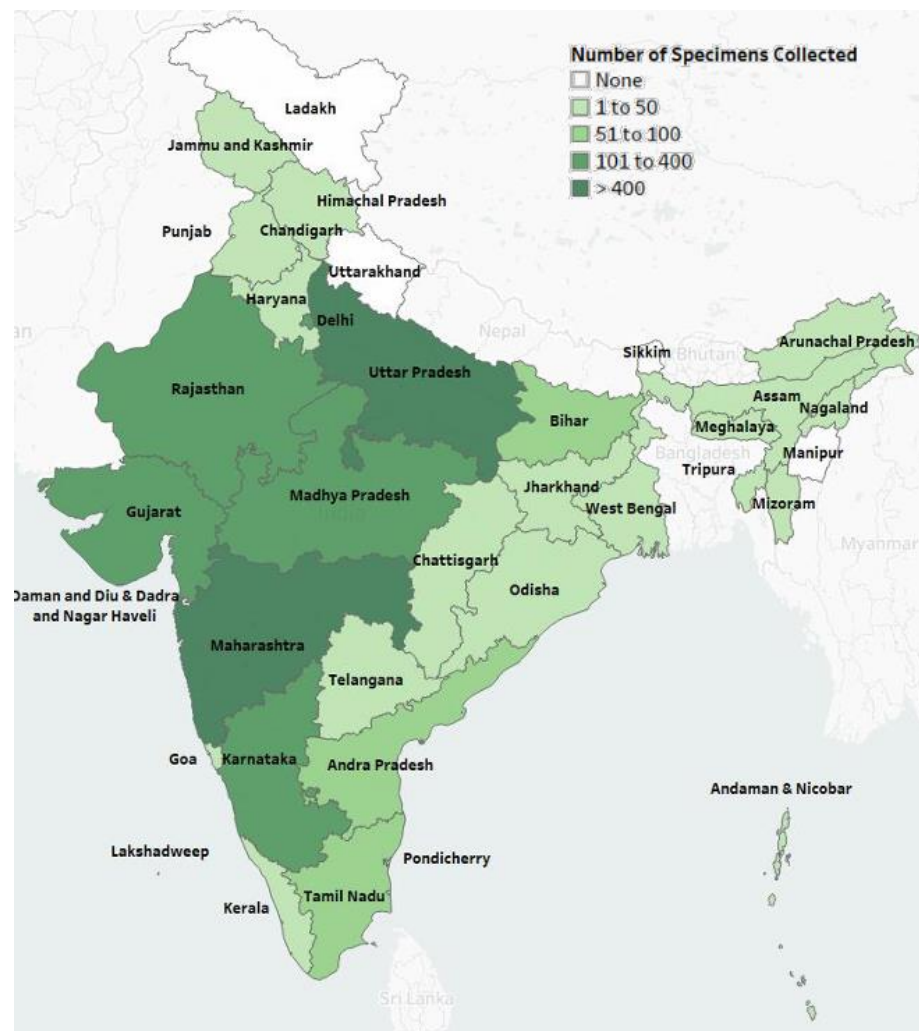 Number of Specimens Collected
None
1 to 50
51 to 100
101 to 400
> 400
Ladakh
Jammu and Kashmir
Himachal Pradesh
Punjab
Chandigarh
Uttarakhand
Haryana
Delhi
Nepal
Sikkim
Bhutan
Arunachal Pradesh
Rajasthan
Uttar Pradesh
Assam
Nagaland
Bihar
Meghalaya
Bangladesh
Manipur
Tripura
Madhya Pradesh
Jharkhand
Mizoram
Gujarat
West Bengal
Myanmar
Chattisgarh
Odisha
Daman and Diu & Dadra
and Nagar Haveli
Maharashtra
Telangana
Goa
Karnataka
Andra Pradesh
Andaman & Nicobar
Lakshadweep
Pondicherry
Tamil Nadu
Kerala
Sri Lanka